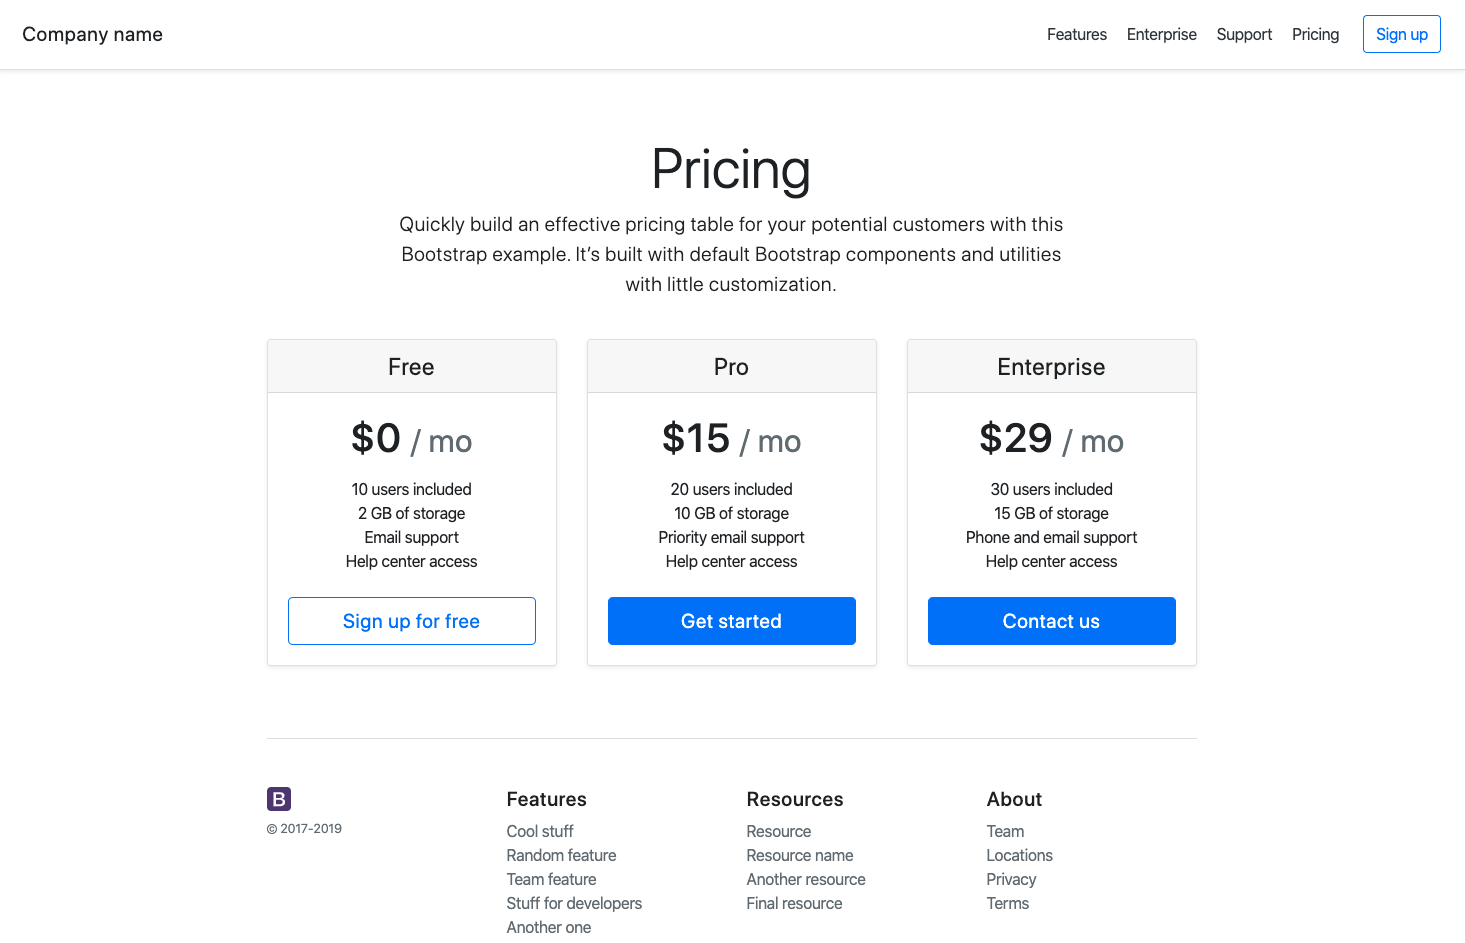 Company name
Features Enterprise Support Pricing Sign up
Pricing
Quickly build an effective pricing table for your potential customers with this
Bootstrap example. It’s built with default Bootstrap components and utilities
with little customization.
Free
$0 / mo
10 users included
2 GB of storage
Email support
Help center access
Sign up for free
Pro
$15 / mo
20 users included
10 GB of storage
Priority email support
Help center access
Get started
Enterprise
$29 / mo
30 users included
15 GB of storage
Phone and email support
Help center access
Contact us
B
© 2017-2019
Features
Cool stuff
Random feature
Team feature
Stuff for developers
Another one
Resources
Resource
Resource name
Another resource
Final resource
About
Team
Locations
Privacy
Terms